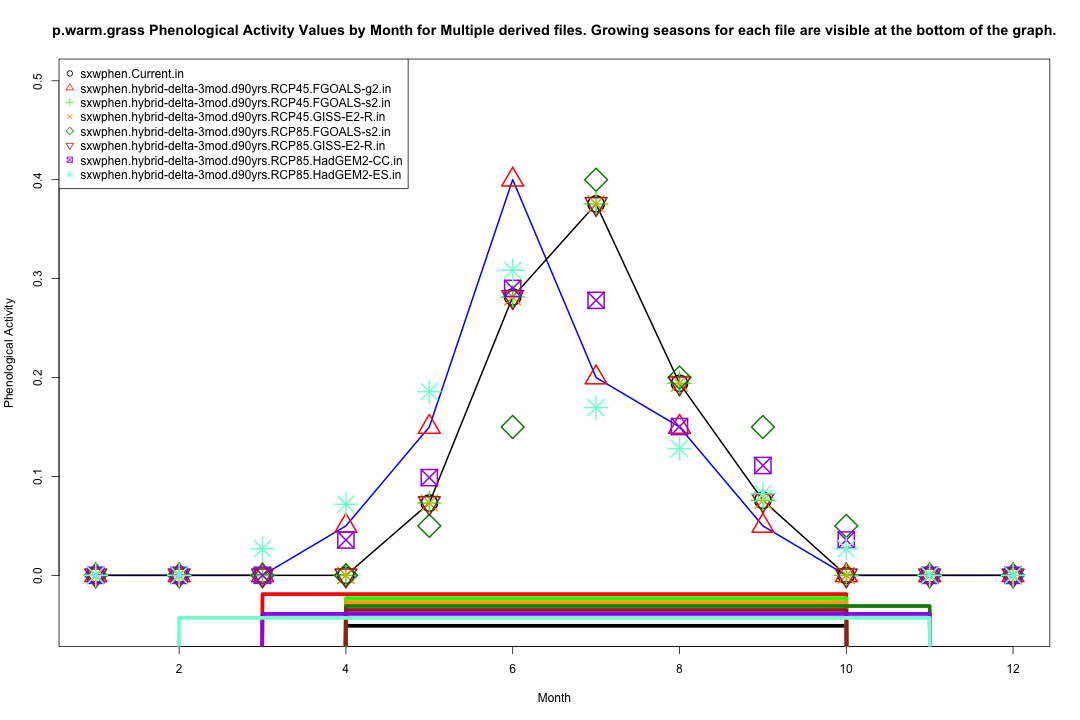 p.warm.grass Phenological Activity Values by Month for Multiple derived files. Growing seasons for each file are visible at the bottom of the graph.
sxwphen.Current.in
sxwphen.hybrid-delta-3mod.d90yrs.RCP45.FGOALS-g2.in
sxwphen.hybrid-delta-3mod.d90yrs.RCP45.FGOALS-s2.in
sxwphen.hybrid-delta-3mod.d90yrs.RCP45.GISS-E2-R.in
sxwphen.hybrid-delta-3mod.d90yrs.RCP85.FGOALS-s2.in
sxwphen.hybrid-delta-3mod.d90yrs.RCP85.GISS-E2-R.in
sxwphen.hybrid-delta-3mod.d90yrs.RCP85.HadGEM2-CC.in
sxwphen.hybrid-delta-3mod.d90yrs.RCP85.HadGEM2-ES.in
0.5
0.4
0.3
0.2
0.1
0.0
Phenological Activity
2 4 6 8 10 12
Month